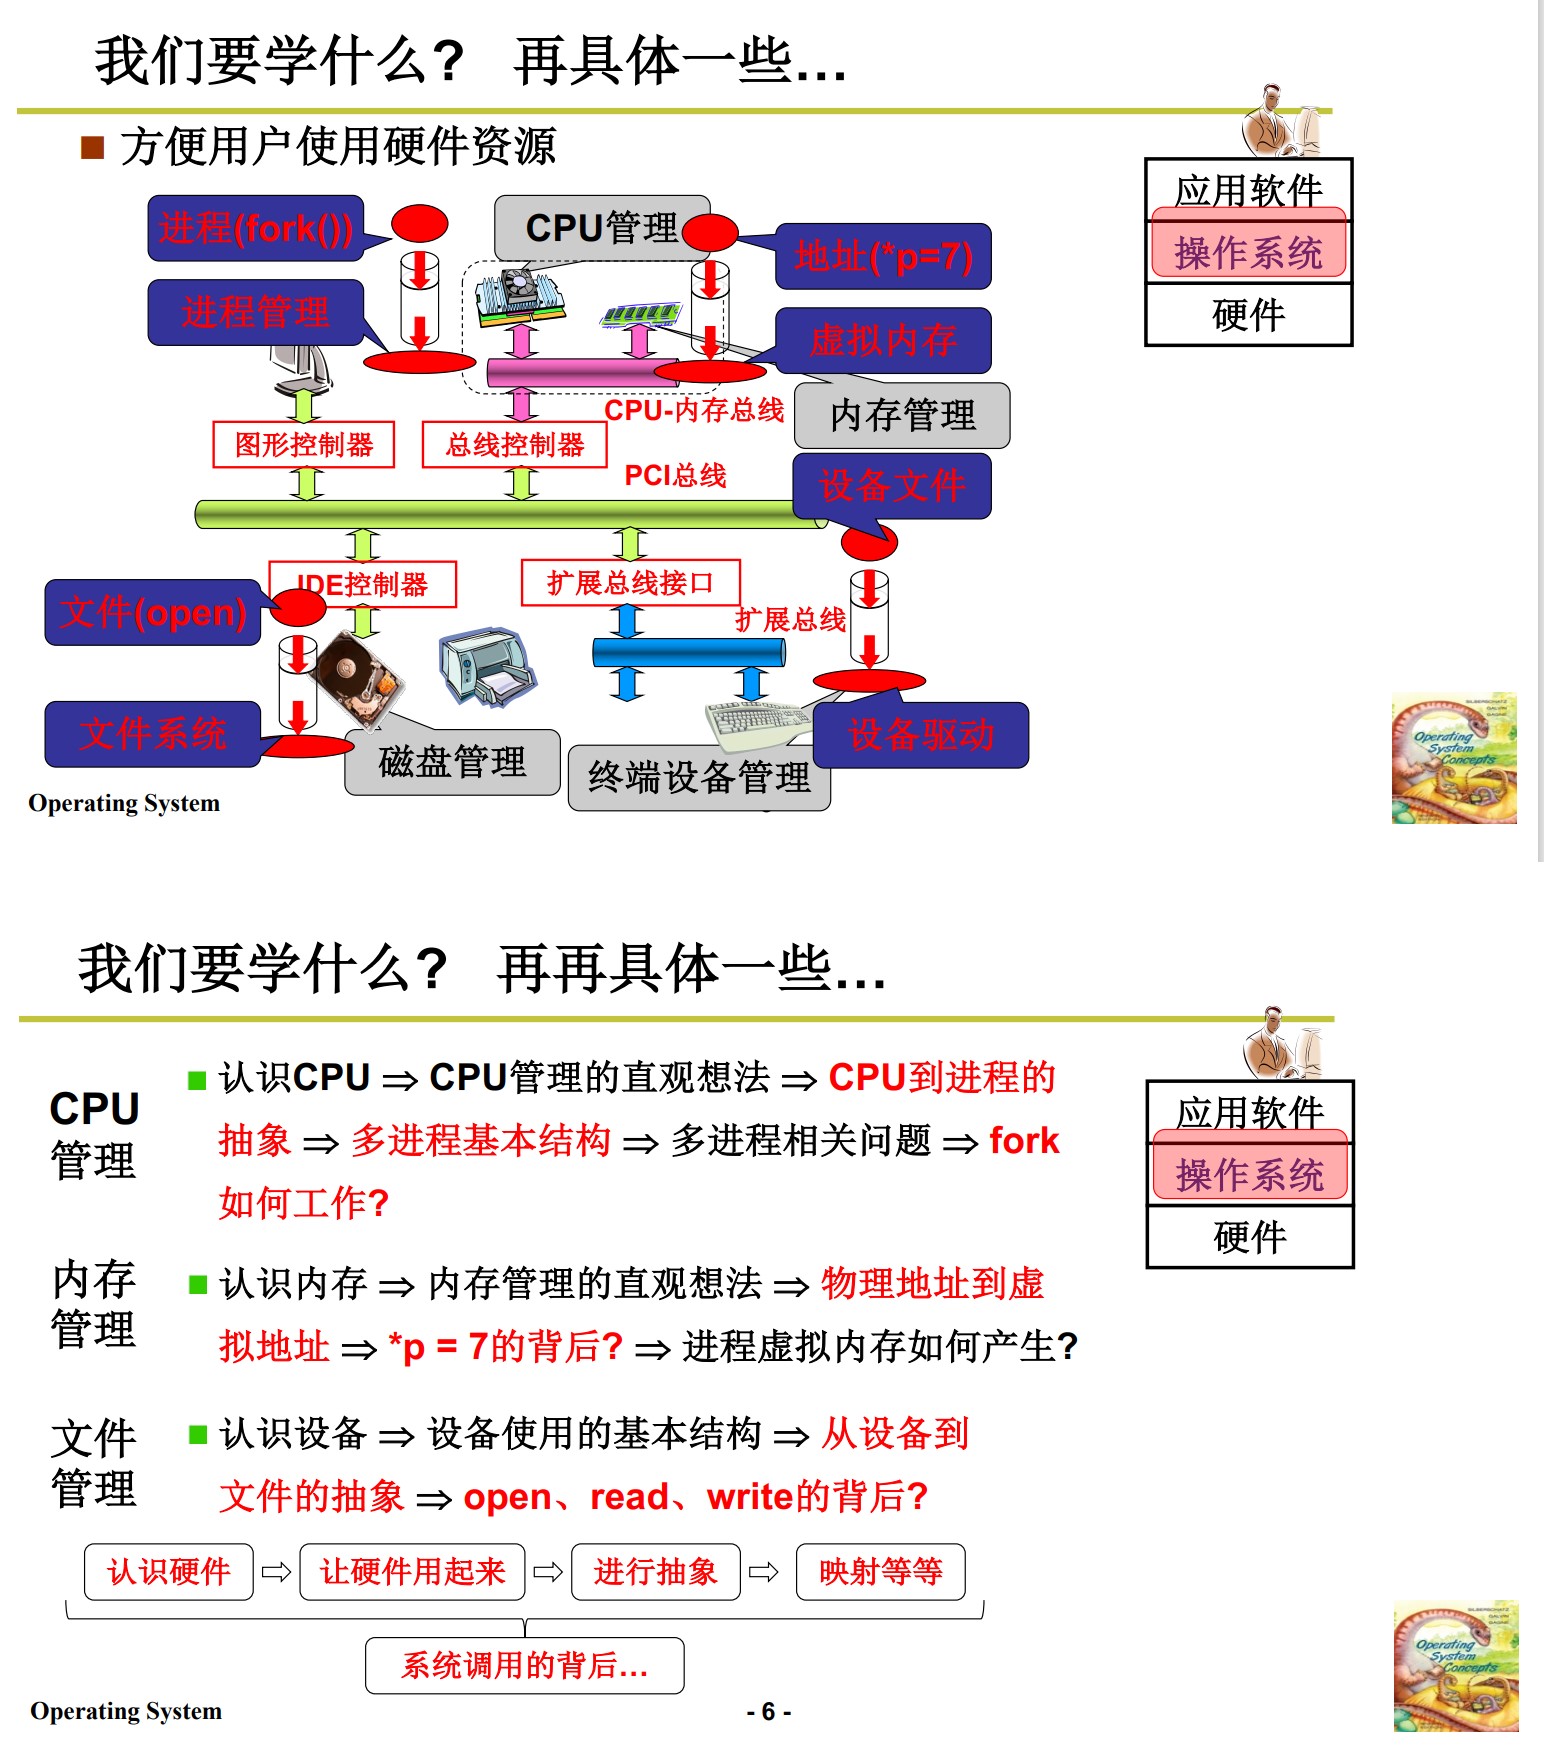 我们要学什么? 再具体一些…
方便用户使用硬件资源
应用软件
操作系统
硬件
进程(fork())
CPU管理
地址(*p=7)
进程管理
虚拟内存
内存管理
CPU-内存总线
图形控制器
总线控制器
PCI总线
设备文件
IDE控制器
扩展总线接口
文件(open)
扩展总线
文件系统
设备驱动
磁盘管理
终端设备管理
SILBERSCHATZ
GALVIN
GAGNE
Operating
System
Concepts
Operating System
我们要学什么? 再再具体一些…
应用软件
操作系统
硬件
CPU
管理
认识CPU ⇒ CPU管理的直观想法 ⇒ CPU到进程的
抽象 ⇒ 多进程基本结构 ⇒ 多进程相关问题 ⇒ fork
如何工作?
内存
管理
认识内存 ⇒ 内存管理的直观想法 ⇒ 物理地址到虚
拟地址 ⇒ *p = 7的背后? ⇒ 进程虚拟内存如何产生?
文件
管理
认识设备 ⇒ 设备使用的基本结构 ⇒ 从设备到
文件的抽象 ⇒ open、read、write的背后?
认识硬件 ⇨ 让硬件用起来 ⇨ 进行抽象 ⇨ 映射等等
系统调用的背后…
SILBERSCHATZ
GALVIN
GAGNE
Operating
System
Concepts
Operating System
- 6 -